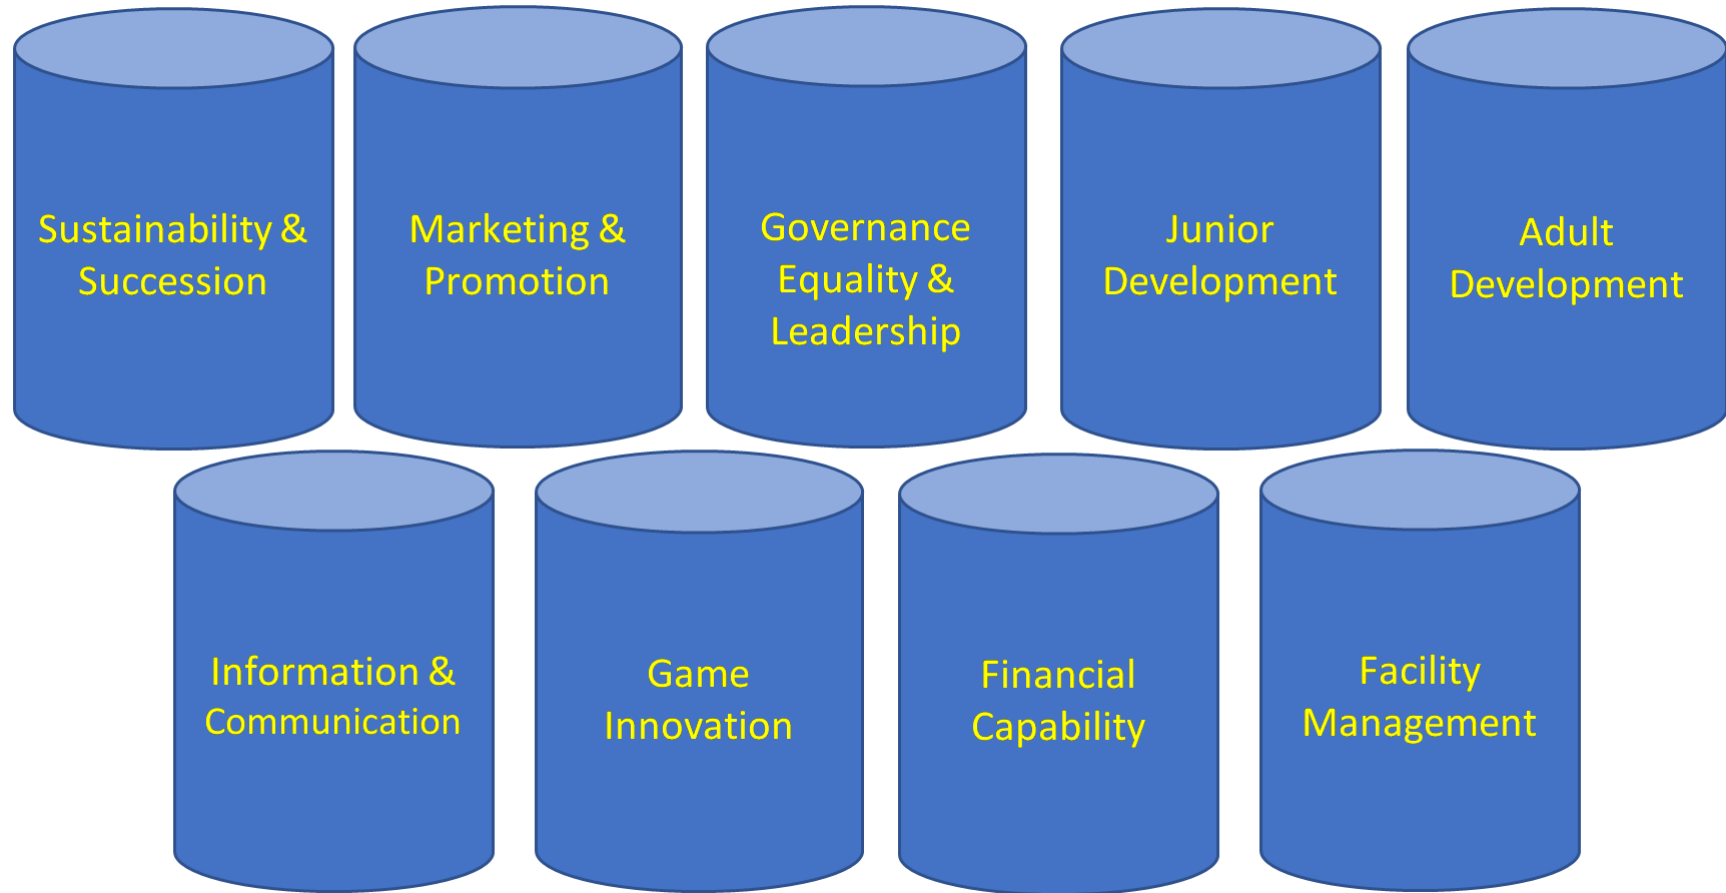 Sustainability &
Succession
Marketing &
Promotion
Governance
Equality &
Leadership
Junior
Development
Adult
Development
Information &
Communication
Game
Innovation
Financial
Capability
Facility
Management